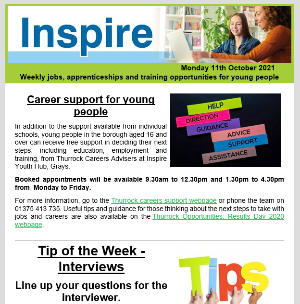 Inspire
Monday 11th October 2021
Weekly jobs, apprenticeships and training opportunities for young people
Career support for young
people
In addition to the support available from individual
schools, young people in the borough aged 16 and
over can receive free support in deciding their next
steps including education, employment and
training, from Thurrock Careers Advisers at Inspire
Youth Hub, Grays.
Booked appointments will be available 9.30am to 12.30pm and 1.30pm to 4.30pm
from Monday to Friday.
For more information, go to the Thurrock careers support webpage or phone the team on
01375 413 735. Useful tips and guidance for those thinking about the next steps to take with
jobs and careers are also available on the Thurrock Opportunities, Results Day 2020
webpage.
HELP
DIRECTION
GUIDANCE
ADVICE
SUPPORT
ASSISTANCE
Tip of the Week -
Interviews
Line up your questions for the
Interviewer.
Tips